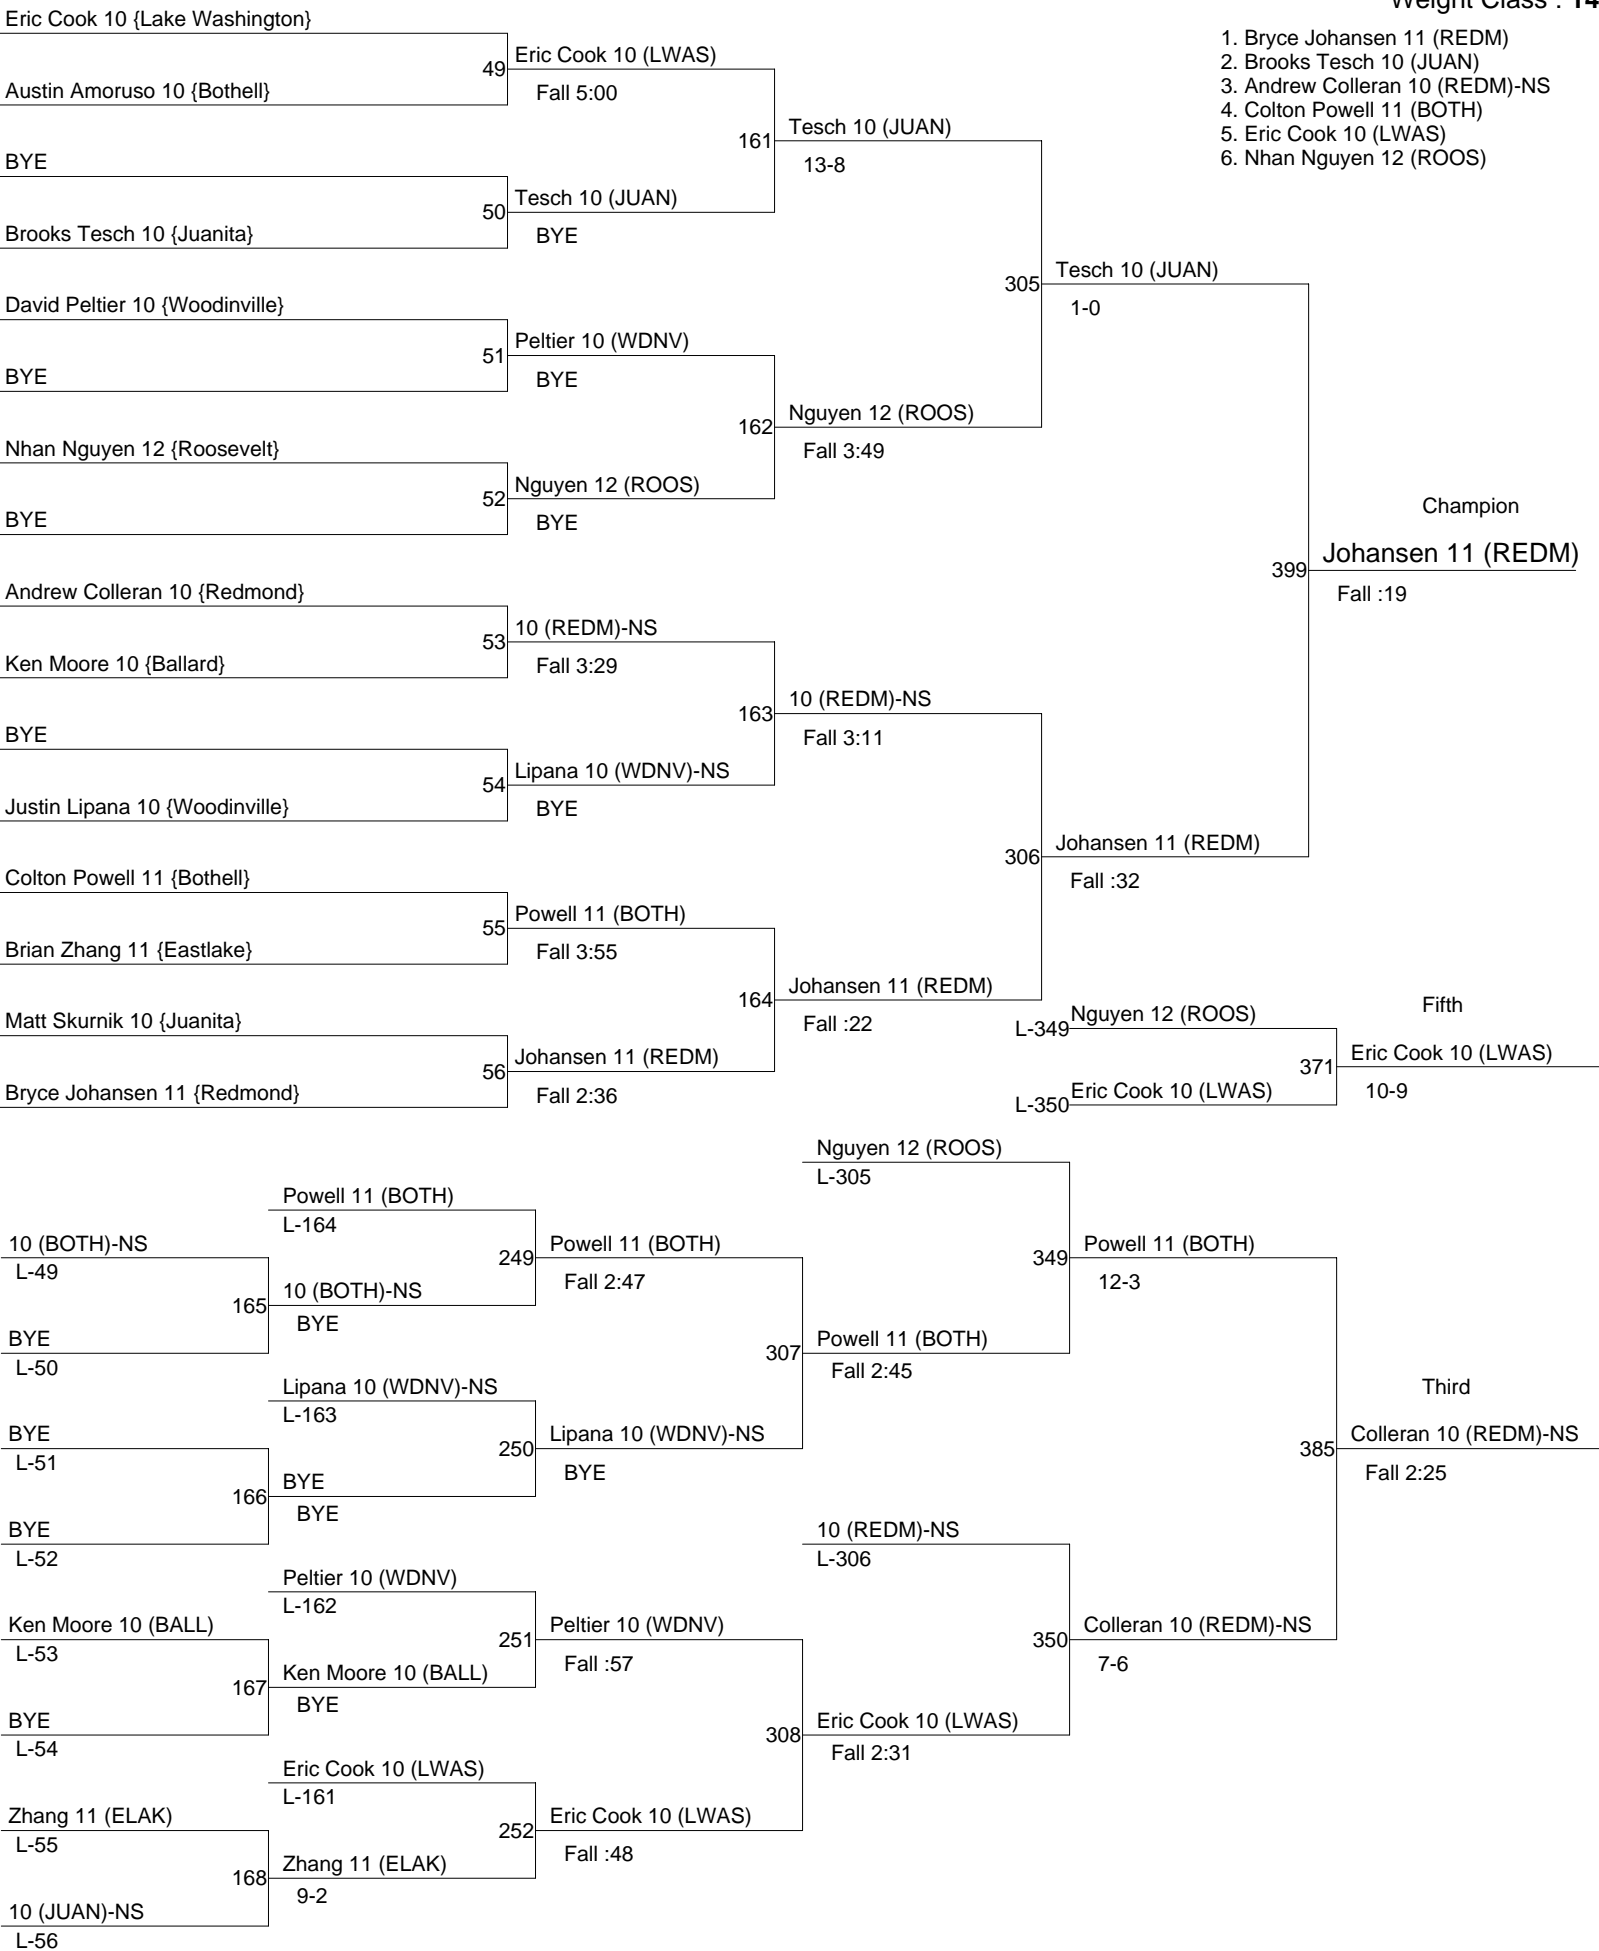 Weight Class : 14
1. Bryce Johansen 11 (REDM)
2. Brooks Tesch 10 (JUAN)
3. Andrew Colleran 10 (REDM)-NS
4. Colton Powell 11 (BOTH)
5. Eric Cook 10 (LWAS)
6. Nhan Nguyen 12 (ROOS)
Eric Cook 10 {Lake Washington}
Austin Amoruso 10 {Bothell}
BYE
Brooks Tesch 10 {Juanita}
David Peltier 10 {Woodinville}
BYE
Nhan Nguyen 12 {Roosevelt}
BYE
Andrew Colleran 10 {Redmond}
Ken Moore 10 {Ballard}
BYE
Justin Lipana 10 {Woodinville}
Colton Powell 11 {Bothell}
Brian Zhang 11 {Eastlake}
Matt Skurnik 10 {Juanita}
Bryce Johansen 11 {Redmond}
49
Eric Cook 10 (LWAS)
Fall 5:00
50
Tesch 10 (JUAN)
BYE
51
Peltier 10 (WDNV)
BYE
52
Nguyen 12 (ROOS)
BYE
53
10 (REDM)-NS
Fall 3:29
54
Lipana 10 (WDNV)-NS
BYE
55
Powell 11 (BOTH)
Fall 3:55
56
Johansen 11 (REDM)
Fall 2:36
161
Tesch 10 (JUAN)
13-8
162
Nguyen 12 (ROOS)
Fall 3:49
163
10 (REDM)-NS
Fall 3:11
164
Johansen 11 (REDM)
Fall :22
305
Tesch 10 (JUAN)
1-0
306
Johansen 11 (REDM)
Fall :32
Champion
399
Johansen 11 (REDM)
Fall :19
Fifth
L-349
Nguyen 12 (ROOS)
L-350
Eric Cook 10 (LWAS)
371
Eric Cook 10 (LWAS)
10-9
10 (BOTH)-NS
L-49
BYE
L-50
BYE
L-51
BYE
L-52
Ken Moore 10 (BALL)
L-53
BYE
L-54
Zhang 11 (ELAK)
L-55
10 (JUAN)-NS
L-56
Powell 11 (BOTH)
L-164
165
10 (BOTH)-NS
BYE
Lipana 10 (WDNV)-NS
L-163
166
BYE
BYE
Peltier 10 (WDNV)
L-162
167
Ken Moore 10 (BALL)
BYE
Eric Cook 10 (LWAS)
L-161
168
Zhang 11 (ELAK)
9-2
249
Powell 11 (BOTH)
Fall 2:47
250
Lipana 10 (WDNV)-NS
BYE
251
Peltier 10 (WDNV)
Fall :57
252
Eric Cook 10 (LWAS)
Fall :48
Nguyen 12 (ROOS)
L-305
307
Powell 11 (BOTH)
Fall 2:45
10 (REDM)-NS
L-306
308
Eric Cook 10 (LWAS)
Fall 2:31
349
Powell 11 (BOTH)
12-3
350
Colleran 10 (REDM)-NS
7-6
Third
385
Colleran 10 (REDM)-NS
Fall 2:25